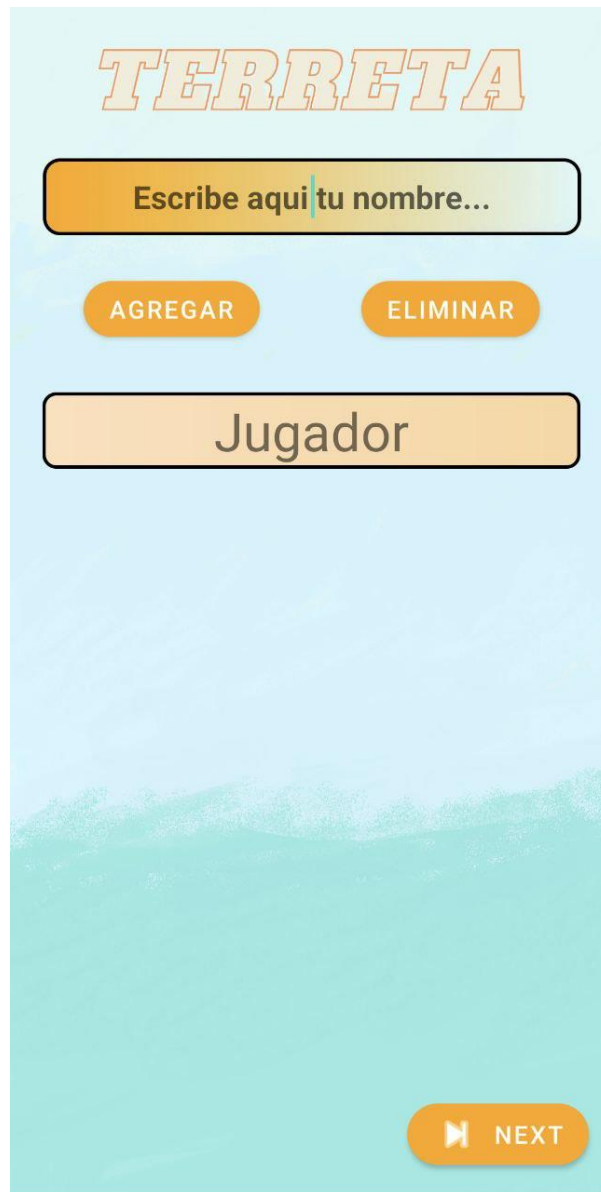 TERRETA
Escribe aqui tu nombre...
AGREGAR ELIMINAR
Jugador
NEXT